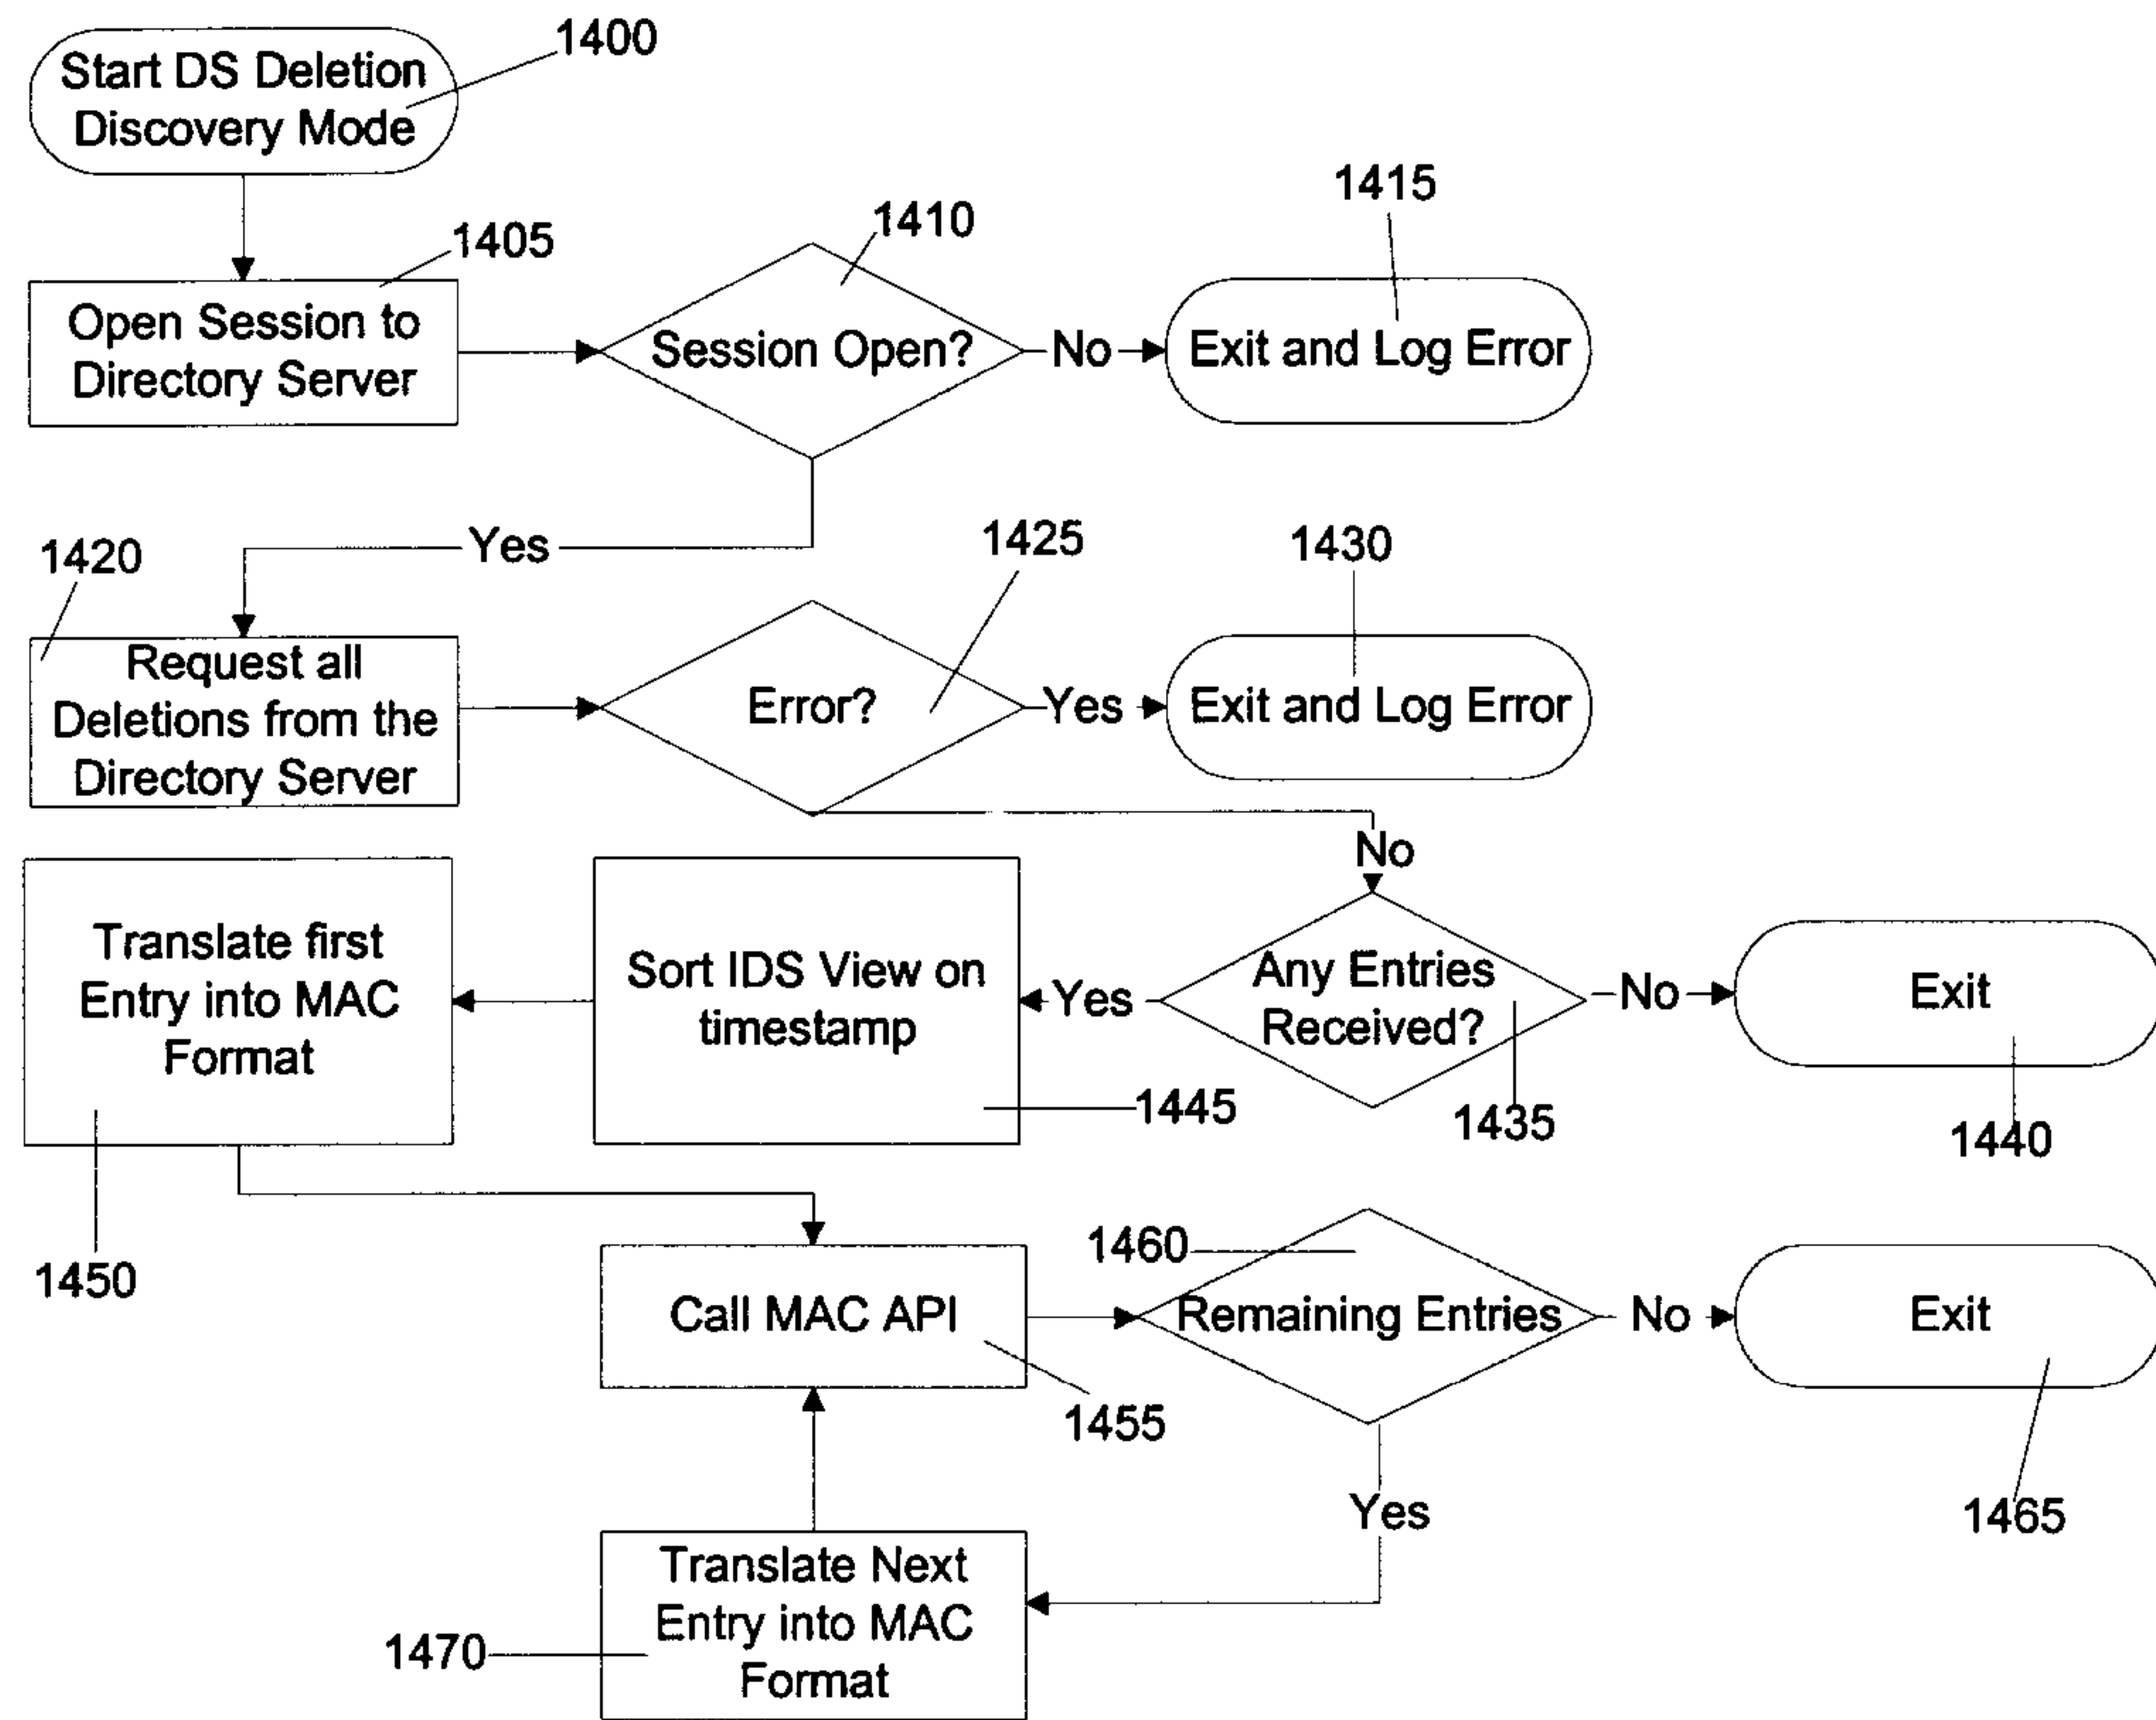 1400
Start DS Deletion
Discovery Mode
1415
1410
1405
Open Session to
Directory Server
Session Open?
No
Exit and Log Error
Yes
1420
1425
1430
Request all
Deletions from the
Directory Server
Error?
Yes
Exit and Log Error
No
Translate first
Entry into MAC
Format
Sort IDS View on
timestamp
Yes
Any Entries
Received?
No
Exit
1445
1435
1440
1450
1460
Call MAC API
Remaining Entries
No
Exit
1455
Yes
1465
Translate Next
Entry into MAC
Format
1470